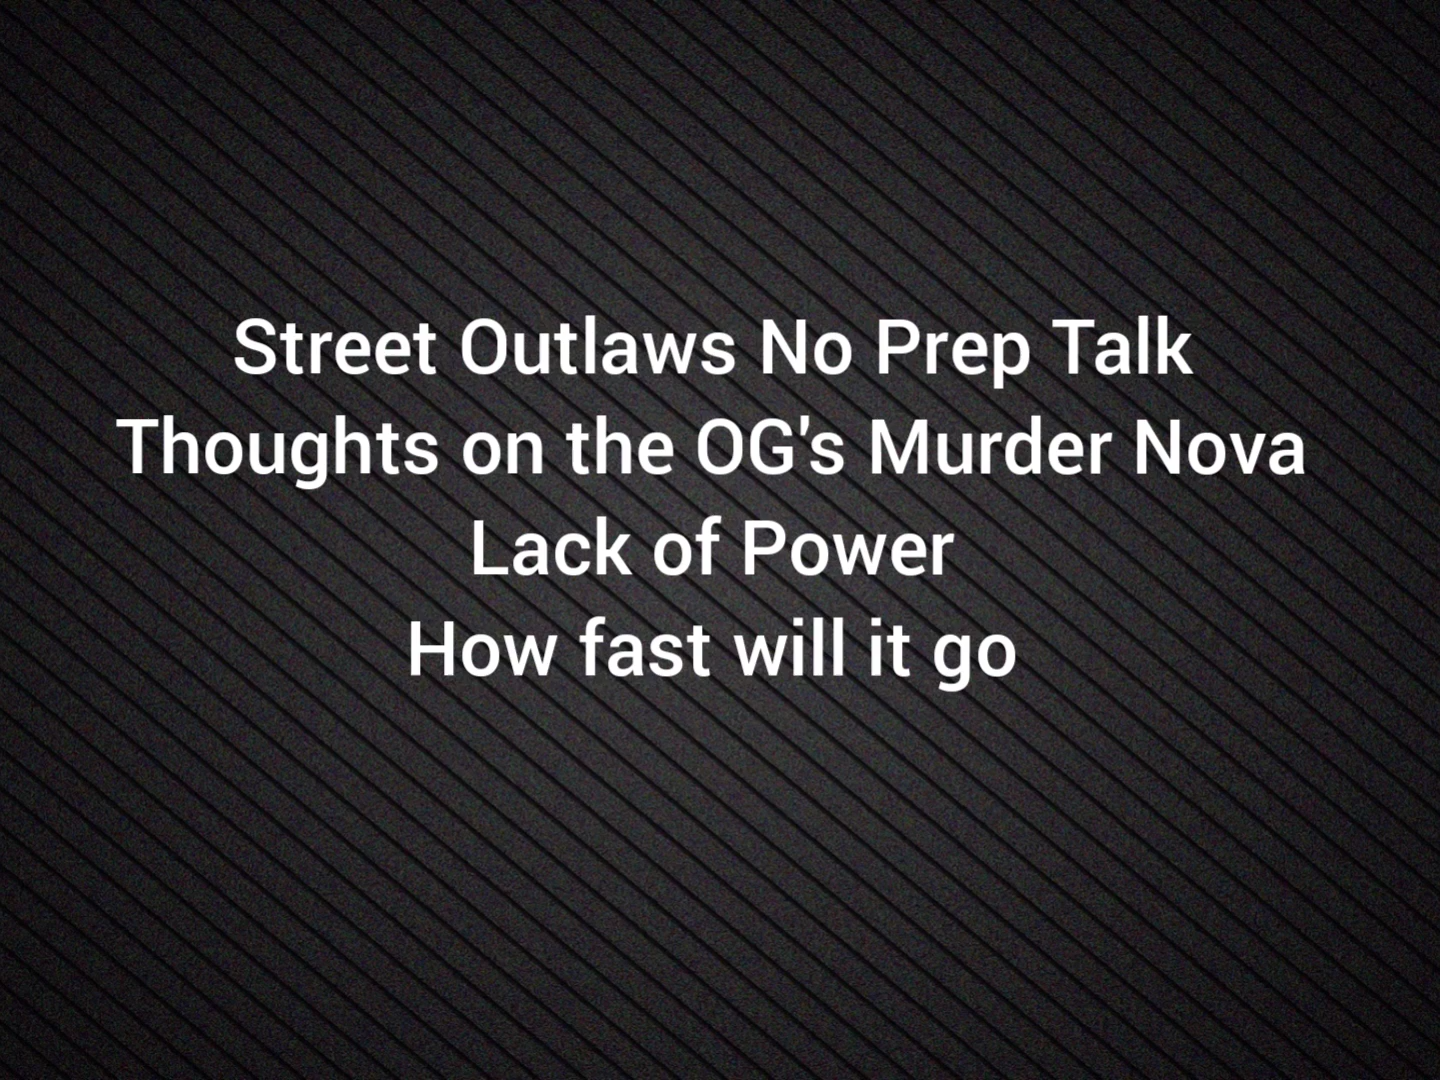 Street Outlaws No Prep Talk
Thoughts on the OG's Murder Nova
Lack of Power
How fast will it go